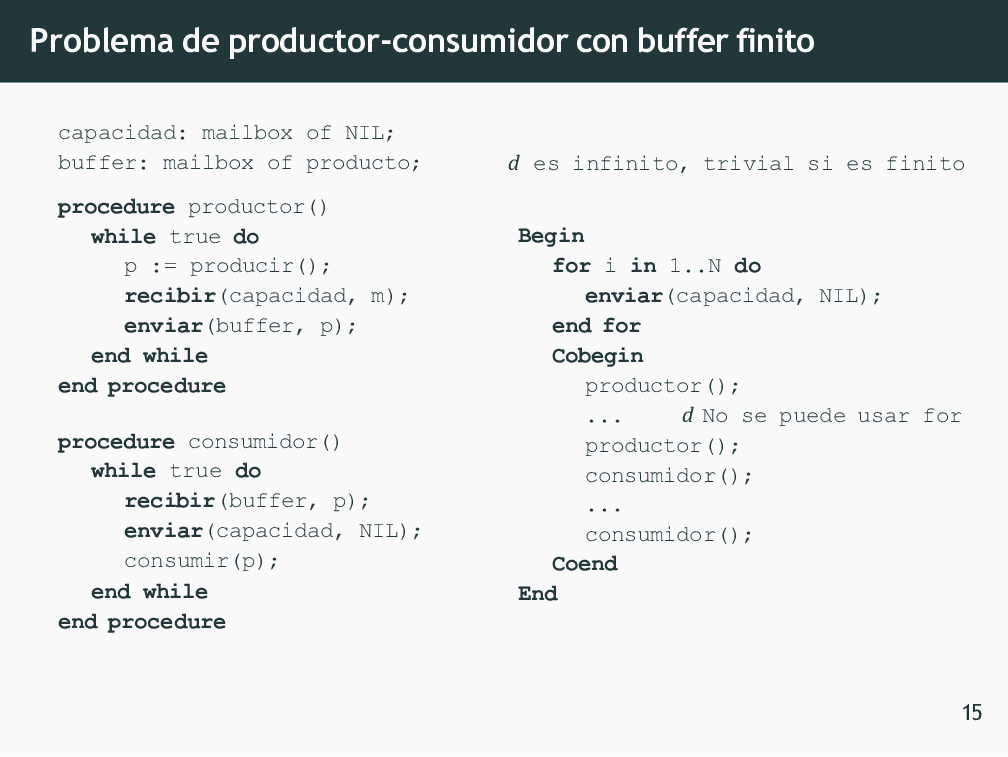 Problema de productor-consumidor con buffer finito
capacidad: mailbox of NIL;
buffer: mailbox of producto;
d es infinito, trivial si es finito
procedure productor()
while true do
p := producir();
recibir(capacidad, m);
enviar(buffer, p);
end while
end procedure
procedure consumidor()
while true do
recibir(buffer, p);
enviar(capacidad, NIL);
consumir(p);
end while
end procedure
Begin
for i in 1..N do
enviar(capacidad, NIL);
end for
Cobegin
productor();
... d No se puede usar for
productor();
consumidor();
...
consumidor();
Coend
End
15